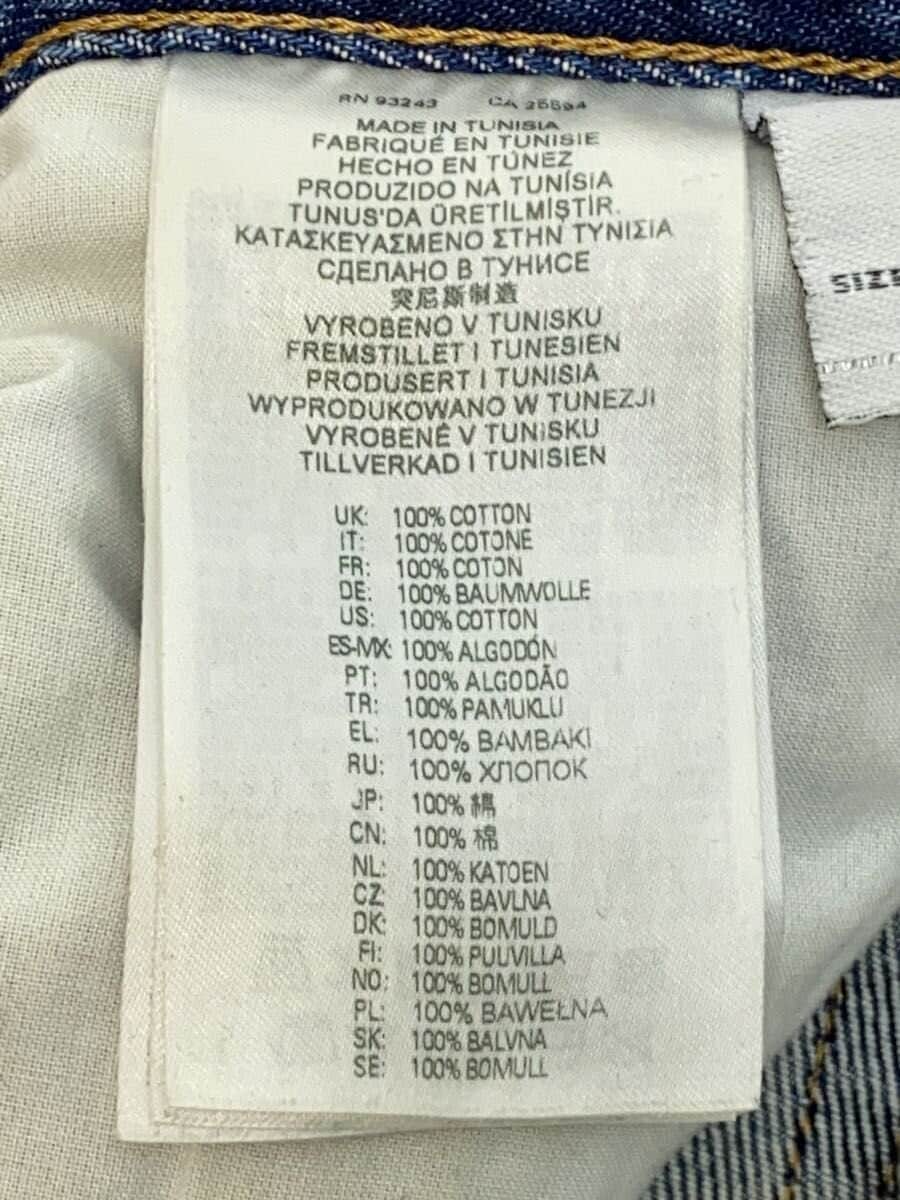 RN 93243 CA 25594
MADE IN TUNISIA
FABRIQUÉ EN TUNISIE
HECHO EN TÚNEZ
PRODUZIDO NA TUNÍSIA
TUNUS'DA ÜRETİLMİŞTİR.
ΚΑΤΑΣΚΕΥΑΣΜΕΝΟ ΣΤΗΝ ΤΥΝΙΣΙΑ
СДЕЛАНО В ТУНИСЕ
突尼斯制造
VYROBENO V TUNISKU
FREMSTILLET I TUNESIEN
PRODUSERT I TUNISIA
WYPRODUKOWANO W TUNEZJI
VYROBENÉ V TUNISKU
TILLVERKAD I TUNISIEN
UK: 100% COTTON
IT: 100% COTONE
FR: 100% COTON
DE: 100% BAUMWOLLE
US: 100% COTTON
ES-MX: 100% ALGODÓN
PT: 100% ALGODÃO
TR: 100% PAMUKLU
EL: 100% ΒΑΜΒΑΚΙ
RU: 100% ХЛОПОК
JP: 100% 綿
CN: 100% 棉
NL: 100% KATOEN
CZ: 100% BAVLNA
DK: 100% BOMULD
FI: 100% PUUVILLA
NO: 100% BOMULL
PL: 100% BAWEŁNA
SK: 100% BALVNA
SE: 100% BOMULL
SIZE